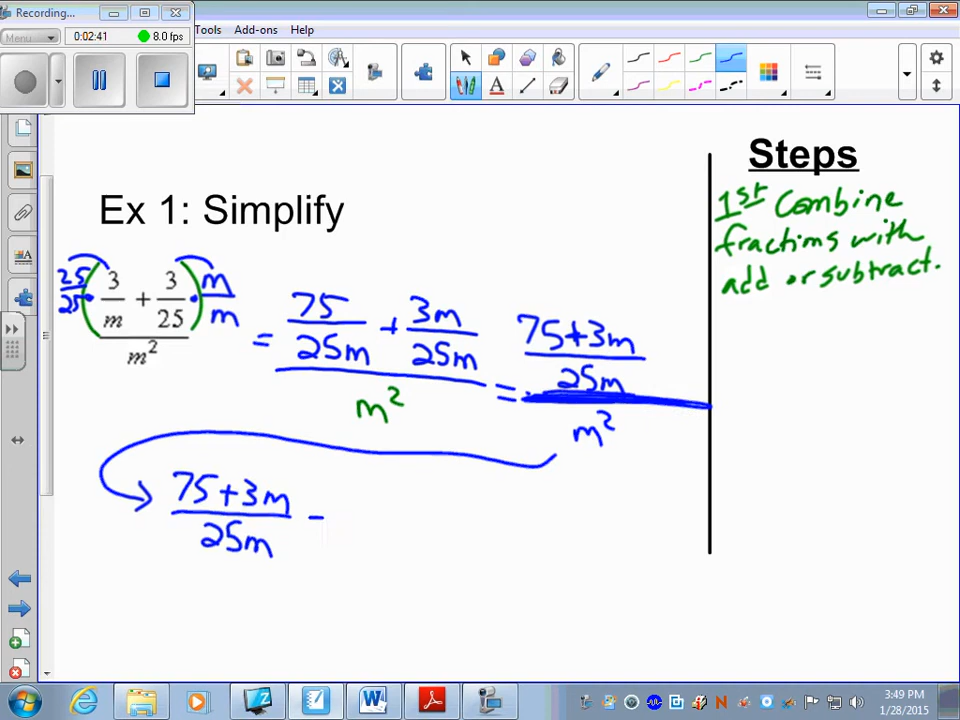 Recording...
Menu
0:02:41
8.0 fps
Tools Add-ons Help
Steps
1st Combine
fractions with
add or subtract.
Ex 1: Simplify
25/25 · (3/m + 3/25) · m/m
m²
= 75/25m + 3m/25m
m²
= 75+3m
25m
m²
75+3m
25m
3:49 PM
1/28/2015